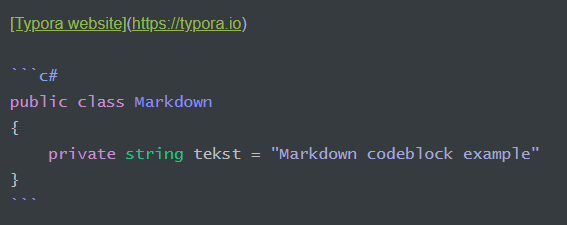 [Typora website](https://typora.io)
```c#
public class Markdown
{
    private string tekst = "Markdown codeblock example"
}
```